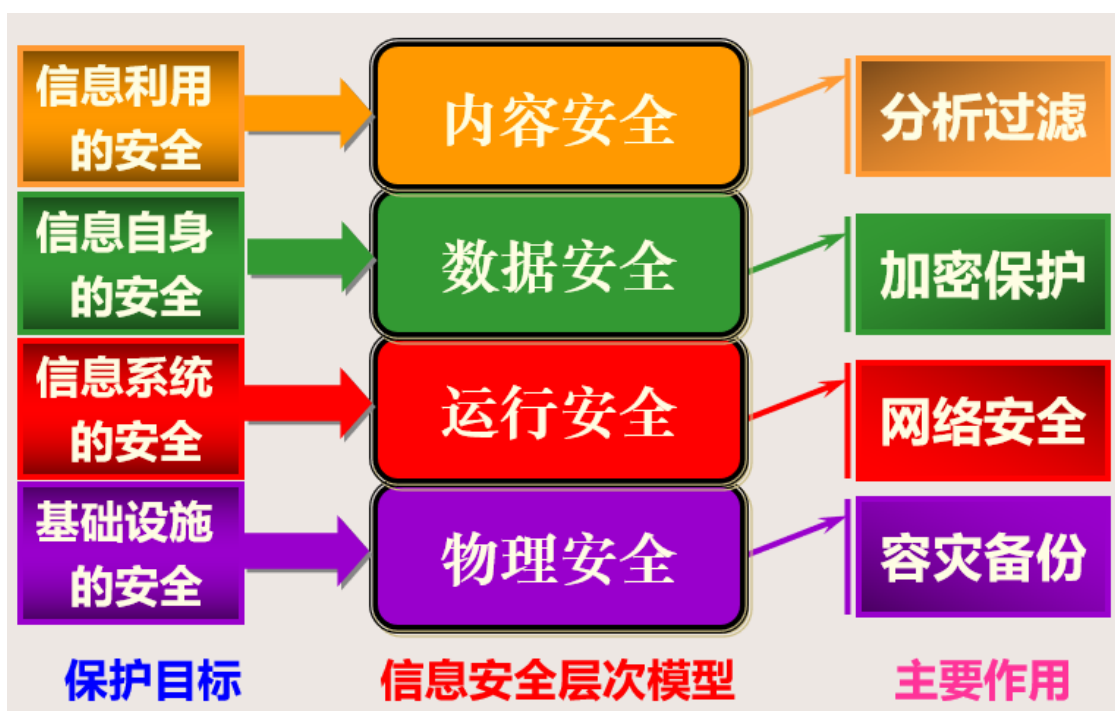 信息利用
的安全
内容安全
分析过滤
信息自身
的安全
数据安全
加密保护
信息系统
的安全
运行安全
网络安全
基础设施
的安全
物理安全
容灾备份
保护目标
信息安全层次模型
主要作用